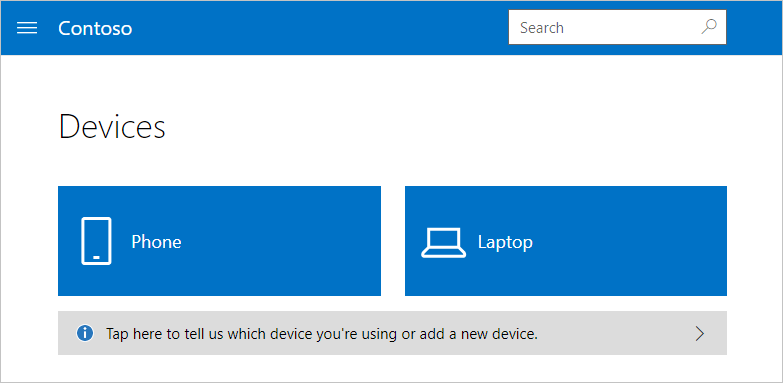 Contoso
Search
Devices
Phone
Laptop
Tap here to tell us which device you're using or add a new device.